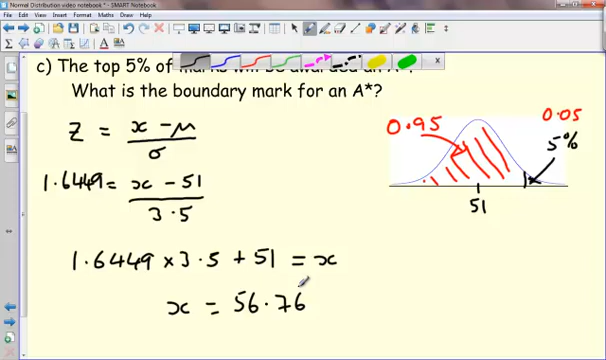 Normal Distribution video notebook * - SMART Notebook
File Edit View Insert Format Tools Draw Help
c) The top 5% of
What is the boundary mark for an A*?
Z = x - μ / σ
1.6449 = x - 51 / 3.5
1.6449 × 3.5 + 51 = x
x = 56.76
0.95
0.05
5%
51